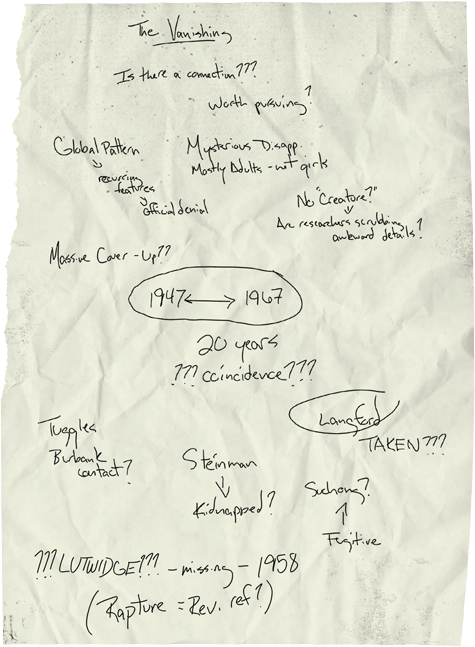 The Vanishing
Is there a connection???
Worth pursuing?
Global Pattern
recurring features
official denial
Mysterious Disapp.
Mostly Adults - not girls
No "Creature?"
Are researchers scrubbing
awkward details?
Massive Cover-Up??
1947 1967
20 years
??? coincidence???
Langford
TAKEN???
Tueggles
Burbank
contact?
Steinman
Kidnapped?
Suchong?
Fugitive
???LUTWIDGE??? - missing - 1958
(Rapture = Rev. ref?)